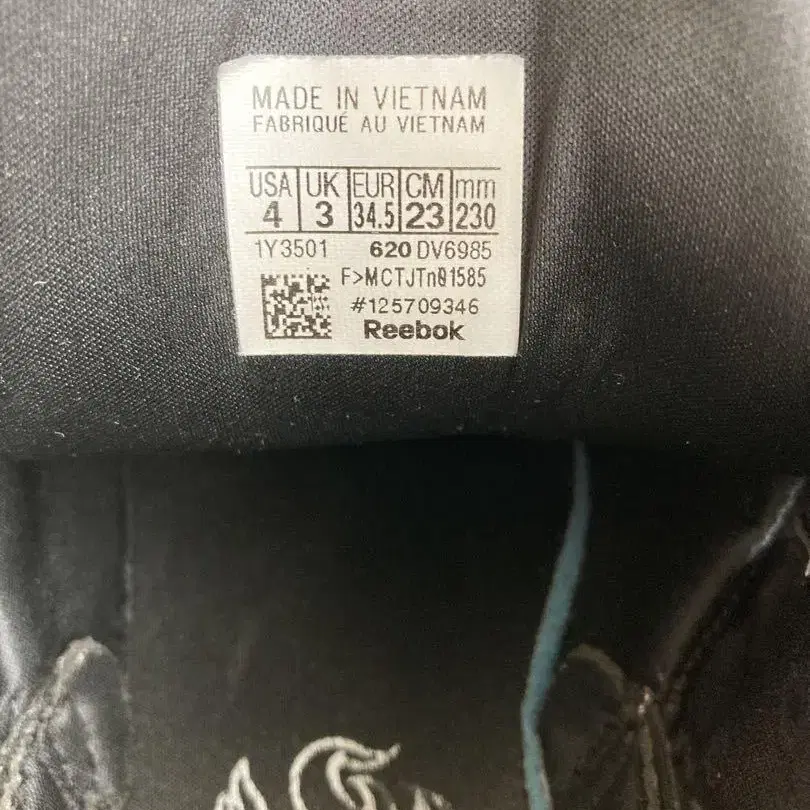 MADE IN VIETNAM
FABRIQUÉ AU VIETNAM
USA UK EUR CM mm
4 3 34.5 23 230
1Y3501 620 DV6985
F>MCTJTnQ1585
#125709346
Reebok